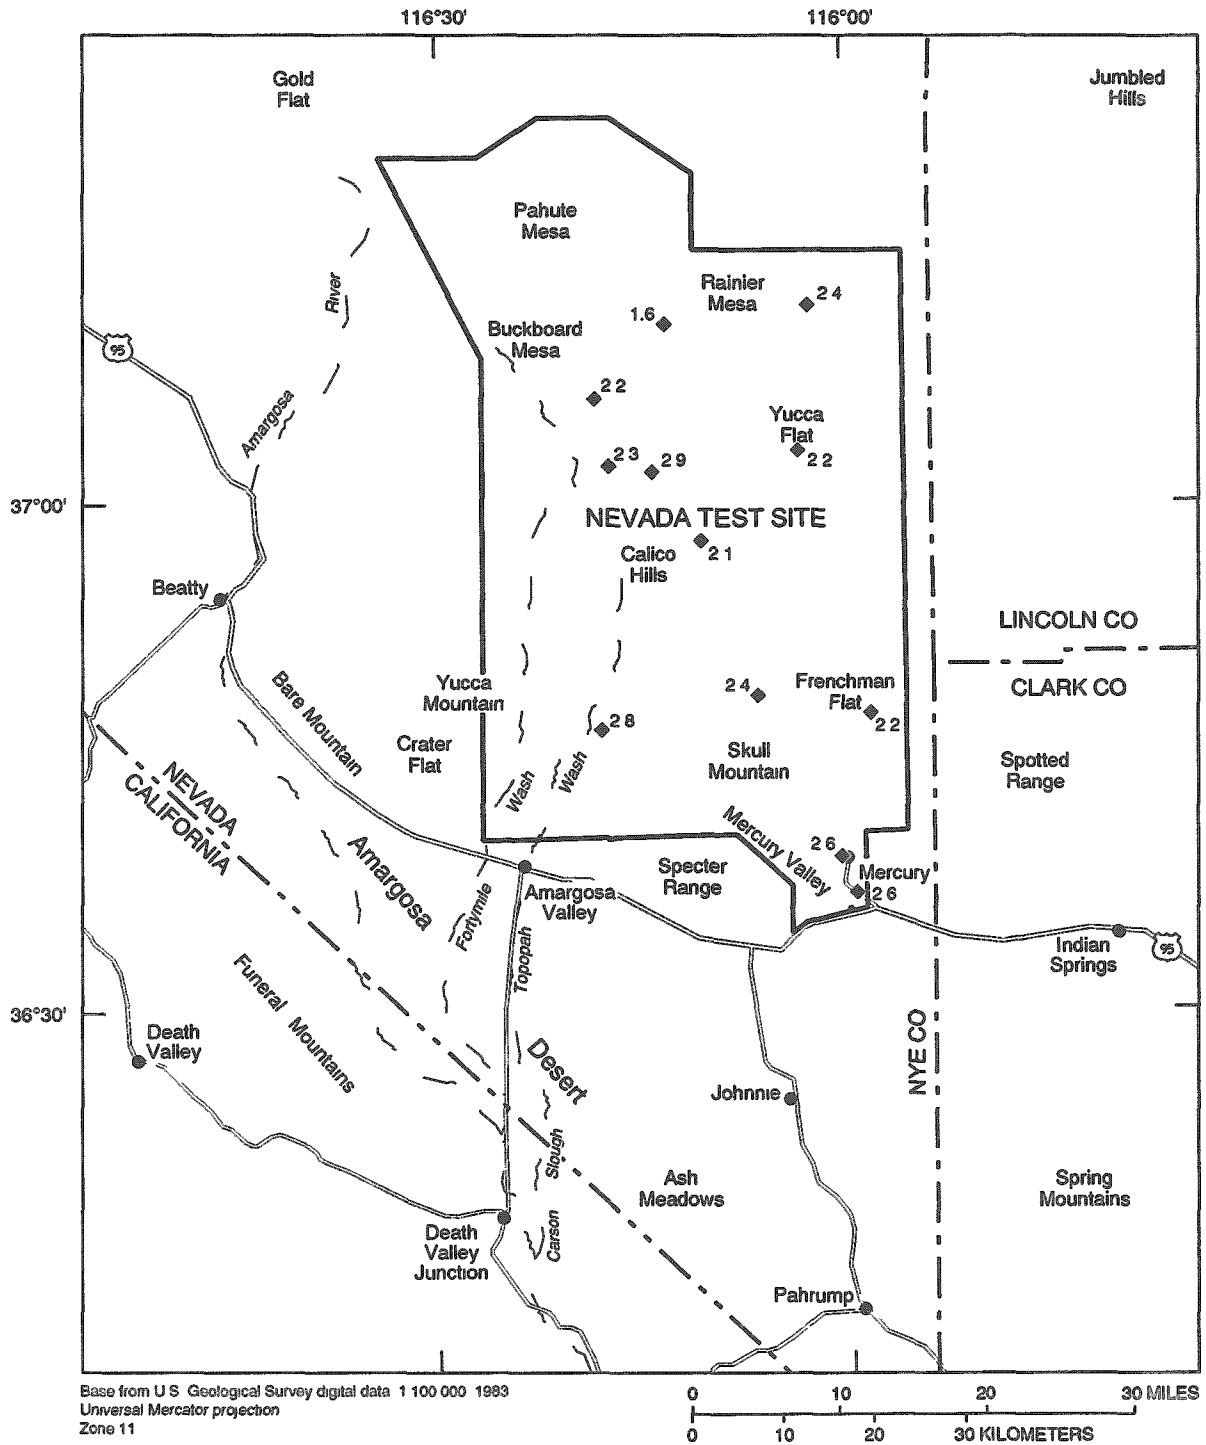 116°30'
116°00'
Gold
Flat
Jumbled
Hills
Pahute
Mesa
River
Rainier
Mesa
2 4
1.6
Buckboard
Mesa
95
2 2
Amargosa
Yucca
Flat
2 3
2 9
2 2
37°00'
NEVADA TEST SITE
Calico
Hills
2 1
Beatty
LINCOLN CO
CLARK CO
Yucca
Mountain
Bare Mountain
2 4
Frenchman
Flat
2 2
2 8
Crater
Flat
Skull
Mountain
Spotted
Range
Wash
Wash
NEVADA
CALIFORNIA
Mercury Valley
Amargosa
2 6
Mercury
2 6
Specter
Range
Amargosa
Valley
Fortymile
Topopah
Indian
Springs
95
Funeral Mountains
36°30'
Death
Valley
Desert
NYE CO
Johnnie
Slough
Ash
Meadows
Spring
Mountains
Carson
Death
Valley
Junction
Pahrump
Base from U S Geological Survey digital data 1 100 000 1983
Universal Mercator projection
Zone 11
0 10 20 30 MILES
0 10 20 30 KILOMETERS